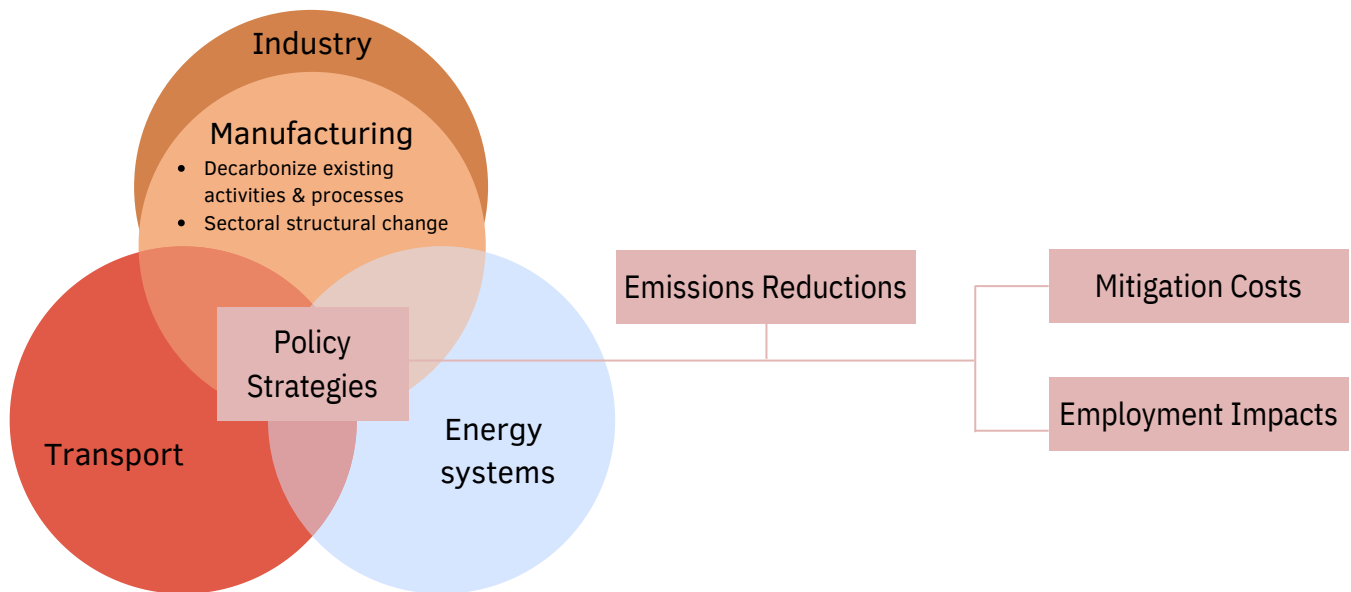 Industry
Manufacturing
• Decarbonize existing
activities & processes
• Sectoral structural change
Policy
Strategies
Transport
Energy
systems
Emissions Reductions
Mitigation Costs
Employment Impacts